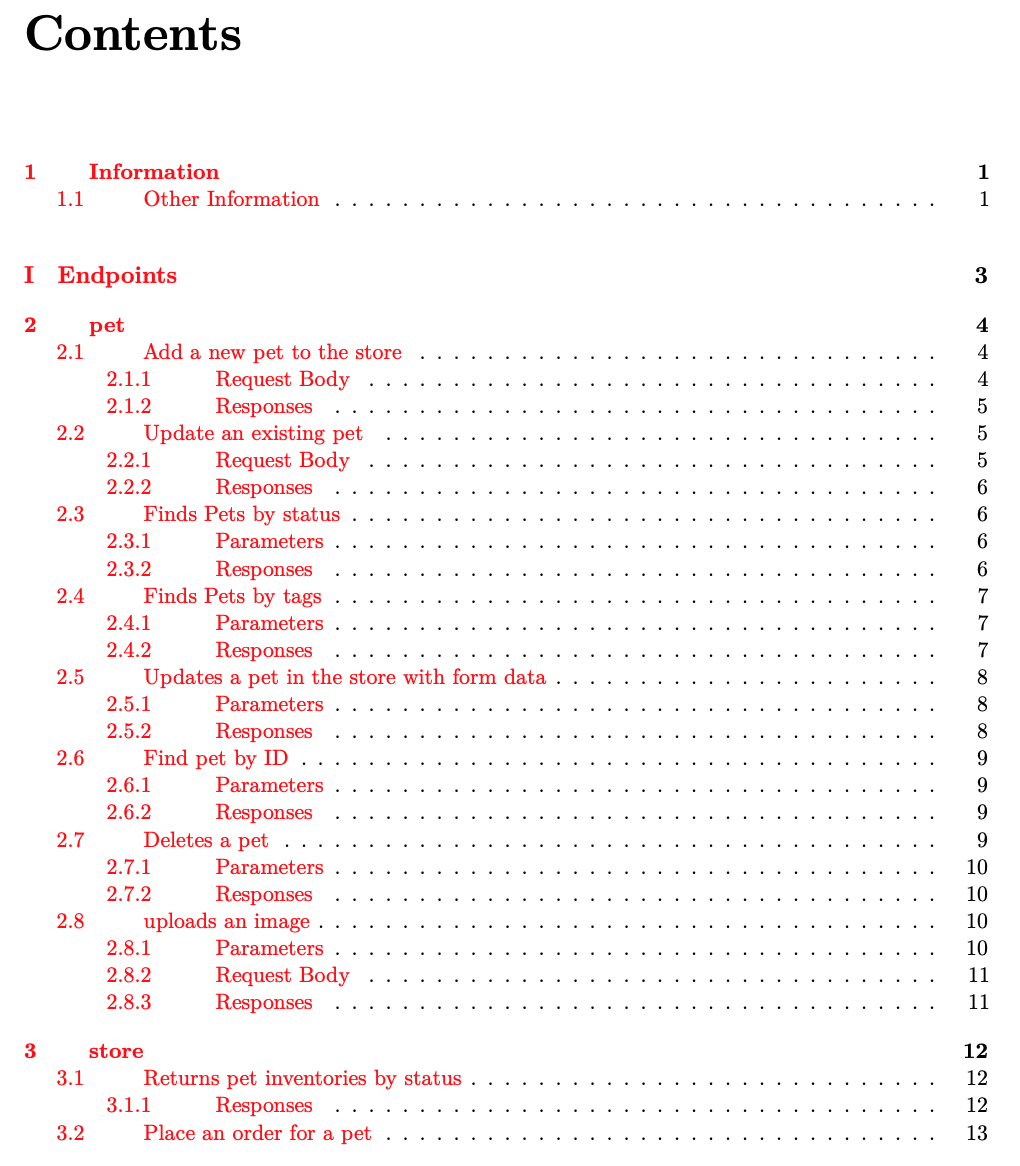 Contents
1 Information 1
1.1 Other Information . . . . . . . . . . . . . . . . . . . . . . . . . . . . . . . . . . . . 1
I Endpoints 3
2 pet 4
2.1 Add a new pet to the store . . . . . . . . . . . . . . . . . . . . . . . . . . . . . . . 4
2.1.1 Request Body . . . . . . . . . . . . . . . . . . . . . . . . . . . . . . . . . . 4
2.1.2 Responses . . . . . . . . . . . . . . . . . . . . . . . . . . . . . . . . . . . . 5
2.2 Update an existing pet . . . . . . . . . . . . . . . . . . . . . . . . . . . . . . . . . 5
2.2.1 Request Body . . . . . . . . . . . . . . . . . . . . . . . . . . . . . . . . . . 5
2.2.2 Responses . . . . . . . . . . . . . . . . . . . . . . . . . . . . . . . . . . . . 6
2.3 Finds Pets by status . . . . . . . . . . . . . . . . . . . . . . . . . . . . . . . . . . . 6
2.3.1 Parameters . . . . . . . . . . . . . . . . . . . . . . . . . . . . . . . . . . . . 6
2.3.2 Responses . . . . . . . . . . . . . . . . . . . . . . . . . . . . . . . . . . . . 6
2.4 Finds Pets by tags . . . . . . . . . . . . . . . . . . . . . . . . . . . . . . . . . . . . 7
2.4.1 Parameters . . . . . . . . . . . . . . . . . . . . . . . . . . . . . . . . . . . . 7
2.4.2 Responses . . . . . . . . . . . . . . . . . . . . . . . . . . . . . . . . . . . . 7
2.5 Updates a pet in the store with form data . . . . . . . . . . . . . . . . . . . . . . . 8
2.5.1 Parameters . . . . . . . . . . . . . . . . . . . . . . . . . . . . . . . . . . . . 8
2.5.2 Responses . . . . . . . . . . . . . . . . . . . . . . . . . . . . . . . . . . . . 8
2.6 Find pet by ID . . . . . . . . . . . . . . . . . . . . . . . . . . . . . . . . . . . . . . 9
2.6.1 Parameters . . . . . . . . . . . . . . . . . . . . . . . . . . . . . . . . . . . . 9
2.6.2 Responses . . . . . . . . . . . . . . . . . . . . . . . . . . . . . . . . . . . . 9
2.7 Deletes a pet . . . . . . . . . . . . . . . . . . . . . . . . . . . . . . . . . . . . . . . 9
2.7.1 Parameters . . . . . . . . . . . . . . . . . . . . . . . . . . . . . . . . . . . . 10
2.7.2 Responses . . . . . . . . . . . . . . . . . . . . . . . . . . . . . . . . . . . . 10
2.8 uploads an image . . . . . . . . . . . . . . . . . . . . . . . . . . . . . . . . . . . . . 10
2.8.1 Parameters . . . . . . . . . . . . . . . . . . . . . . . . . . . . . . . . . . . . 10
2.8.2 Request Body . . . . . . . . . . . . . . . . . . . . . . . . . . . . . . . . . . 11
2.8.3 Responses . . . . . . . . . . . . . . . . . . . . . . . . . . . . . . . . . . . . 11
3 store 12
3.1 Returns pet inventories by status . . . . . . . . . . . . . . . . . . . . . . . . . . . . 12
3.1.1 Responses . . . . . . . . . . . . . . . . . . . . . . . . . . . . . . . . . . . . 12
3.2 Place an order for a pet . . . . . . . . . . . . . . . . . . . . . . . . . . . . . . . . . 13